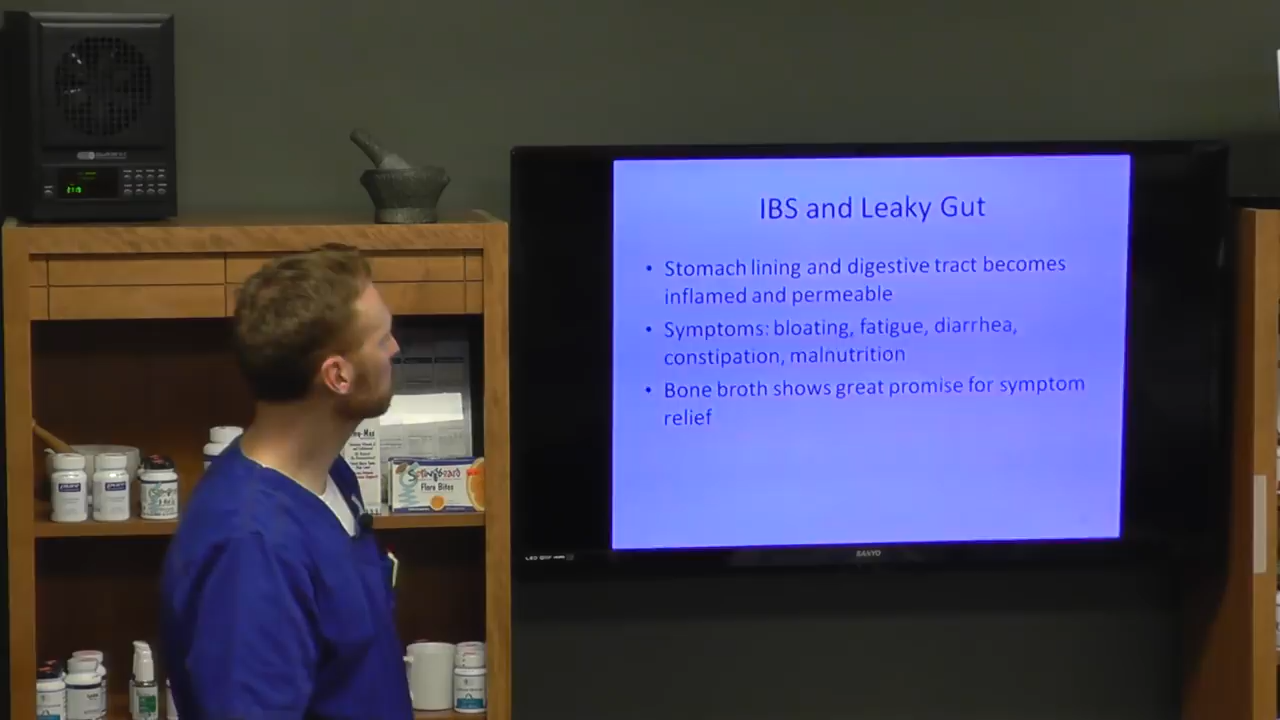 IBS and Leaky Gut
• Stomach lining and digestive tract becomes
inflamed and permeable
• Symptoms: bloating, fatigue, diarrhea,
constipation, malnutrition
• Bone broth shows great promise for symptom
relief
SANYO
Springboard
Flora Bites